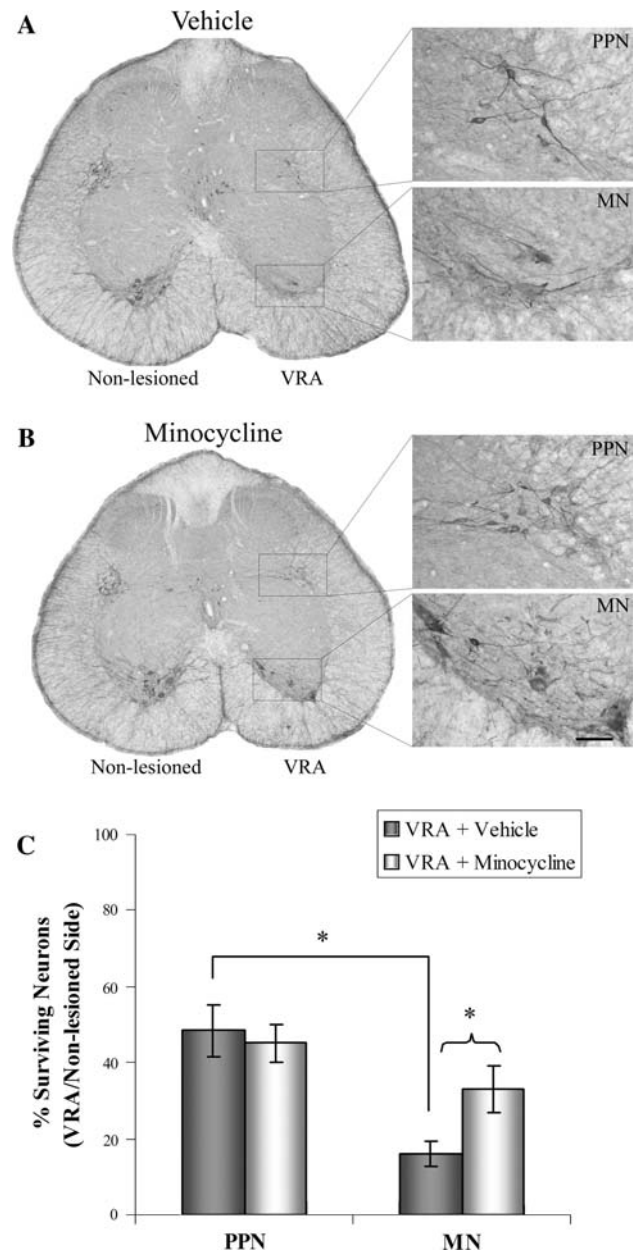 A
Vehicle
PPN
MN
Non-lesioned
VRA
B
Minocycline
PPN
MN
Non-lesioned
VRA
C
VRA + Vehicle
VRA + Minocycline
% Surviving Neurons
(VRA/Non-lesioned Side)
100
80
60
40
20
0
*
*
PPN
MN